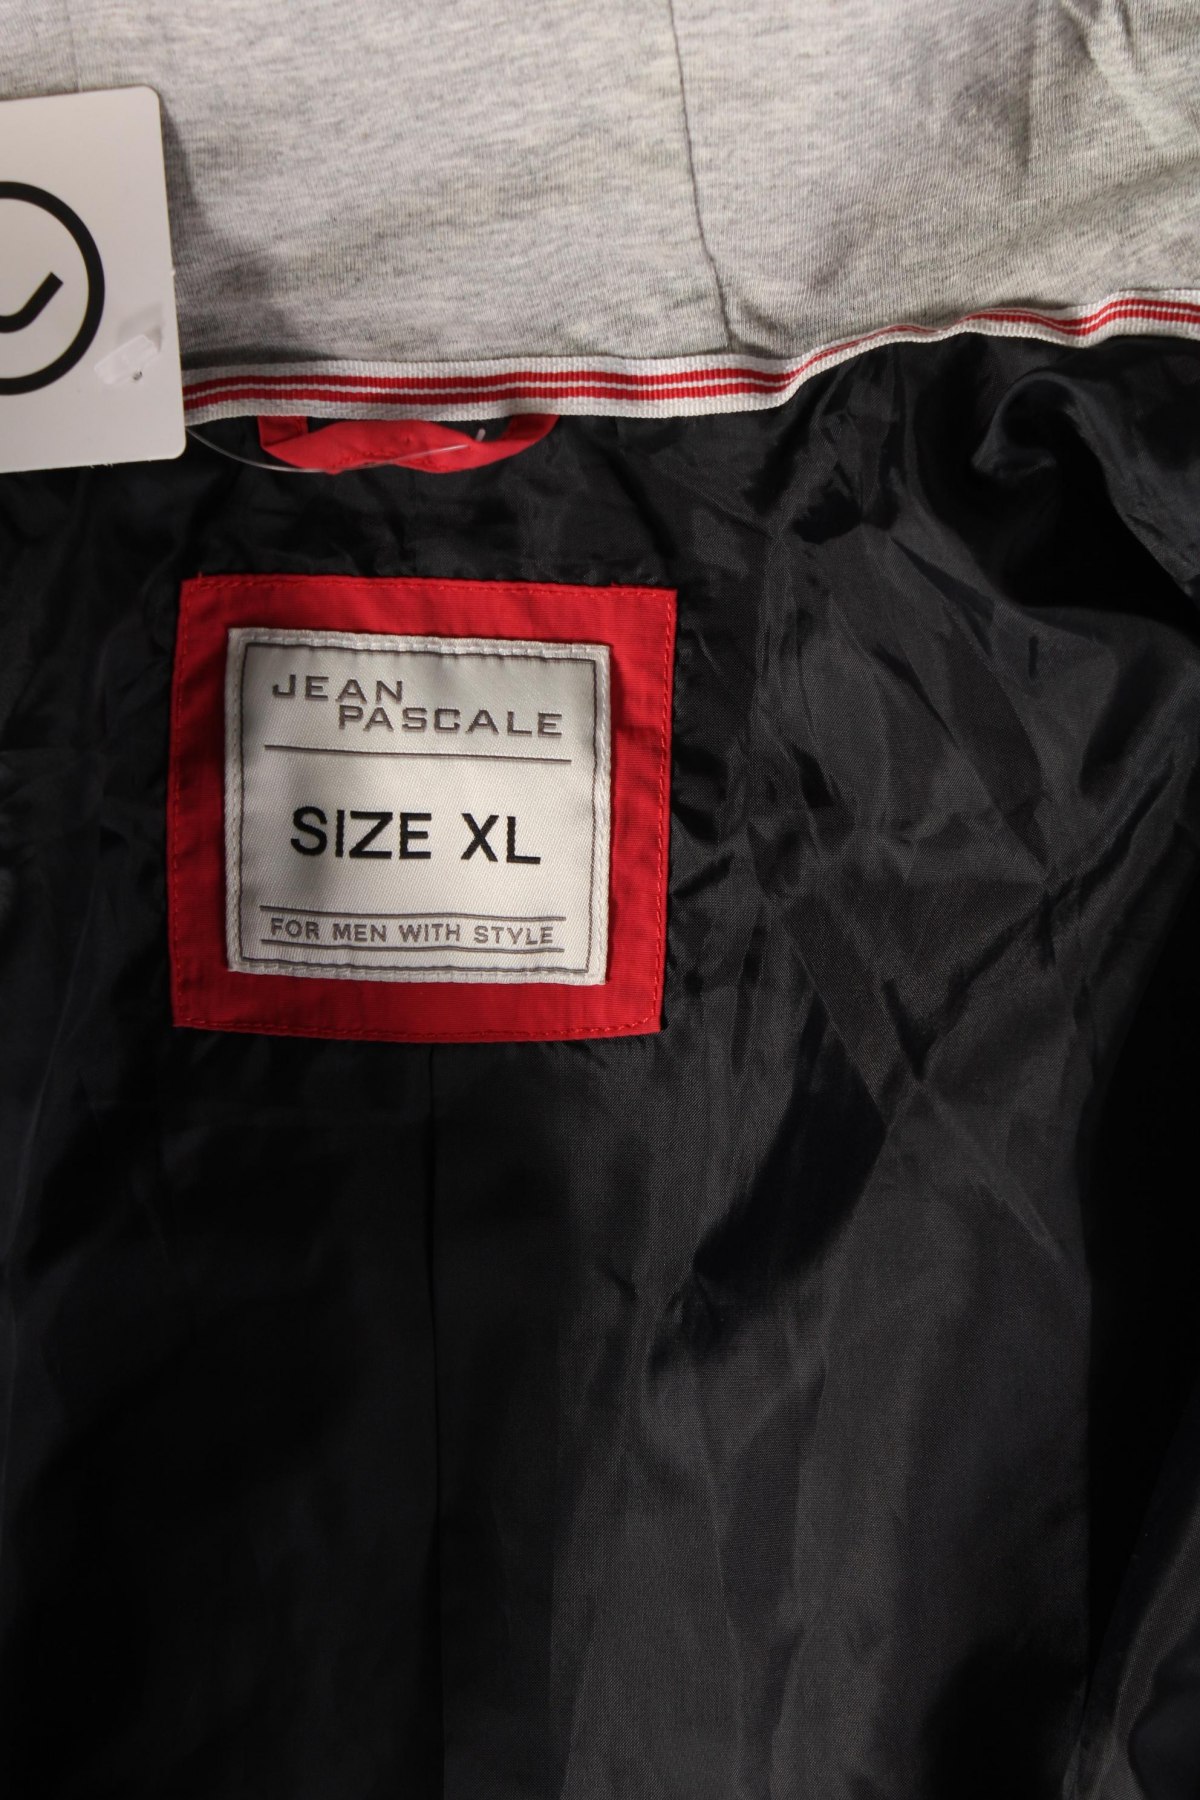 JEAN
PASCALE
SIZE XL
FOR MEN WITH STYLE